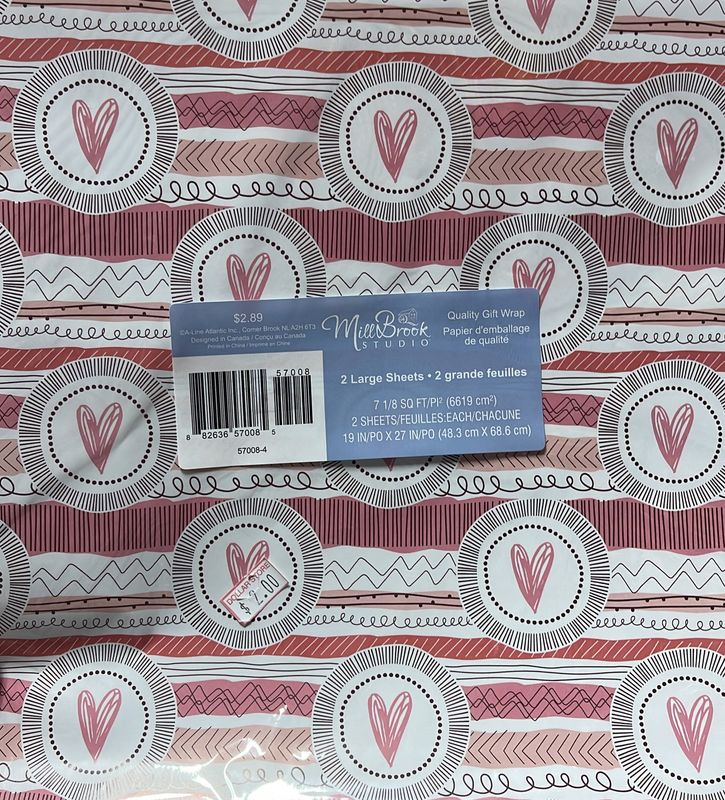 $2.89
©A-Line Atlantic Inc., Corner Brook NL A2H 6T3
Designed in Canada / Conçu au Canada
Printed in China / Imprimé en Chine
57008
8 82636 57008 5
57008-4
MillBrook
STUDIO
Quality Gift Wrap
Papier d'emballage
de qualité
2 Large Sheets • 2 grande feuilles
7 1/8 SQ FT/PI² (6619 cm²)
2 SHEETS/FEUILLES:EACH/CHACUNE
19 IN/PO X 27 IN/PO (48.3 cm X 68.6 cm)
DOLLAR STORE
$ 2.00